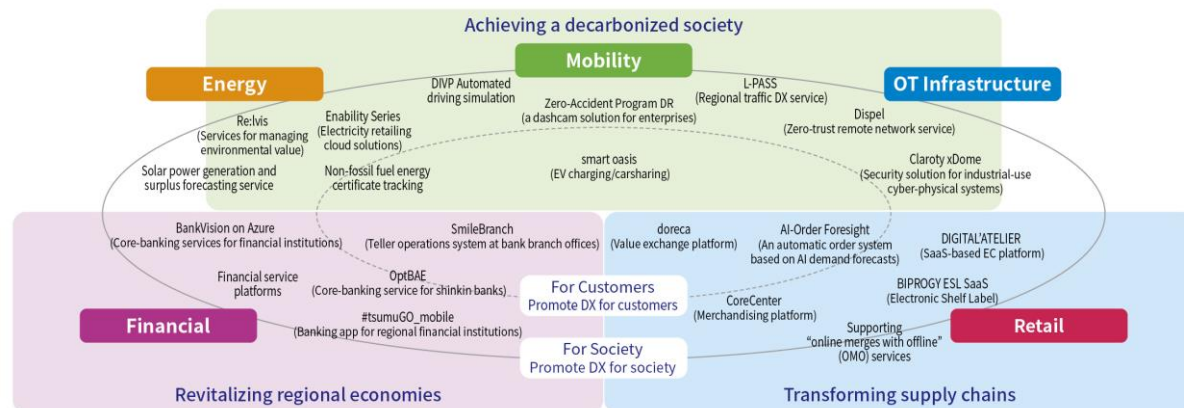 Achieving a decarbonized society
Mobility
Energy
OT Infrastructure
DIVP Automated
driving simulation
L-PASS
(Regional traffic DX service)
Zero-Accident Program DR
(a dashcam solution for enterprises)
Re:lvis
(Services for managing
environmental value)
Enability Series
(Electricity retailing
cloud solutions)
Dispel
(Zero-trust remote network service)
Solar power generation and
surplus forecasting service
Non-fossil fuel energy
certificate tracking
smart oasis
(EV charging/carsharing)
Claroty xDome
(Security solution for industrial-use
cyber-physical systems)
BankVision on Azure
(Core-banking services for financial institutions)
SmileBranch
(Teller operations system at bank branch offices)
doreca
(Value exchange platform)
AI-Order Foresight
(An automatic order system
based on AI demand forecasts)
DIGITAL'ATELIER
(SaaS-based EC platform)
Financial service
platforms
OptBAE
(Core-banking service for shinkin banks)
For Customers
Promote DX for customers
CoreCenter
(Merchandising platform)
BIPROGY ESL SaaS
(Electronic Shelf Label)
Financial
#tsumuGO_mobile
(Banking app for regional financial institutions)
For Society
Promote DX for society
Supporting
“online merges with offline”
(OMO) services
Retail
Revitalizing regional economies
Transforming supply chains